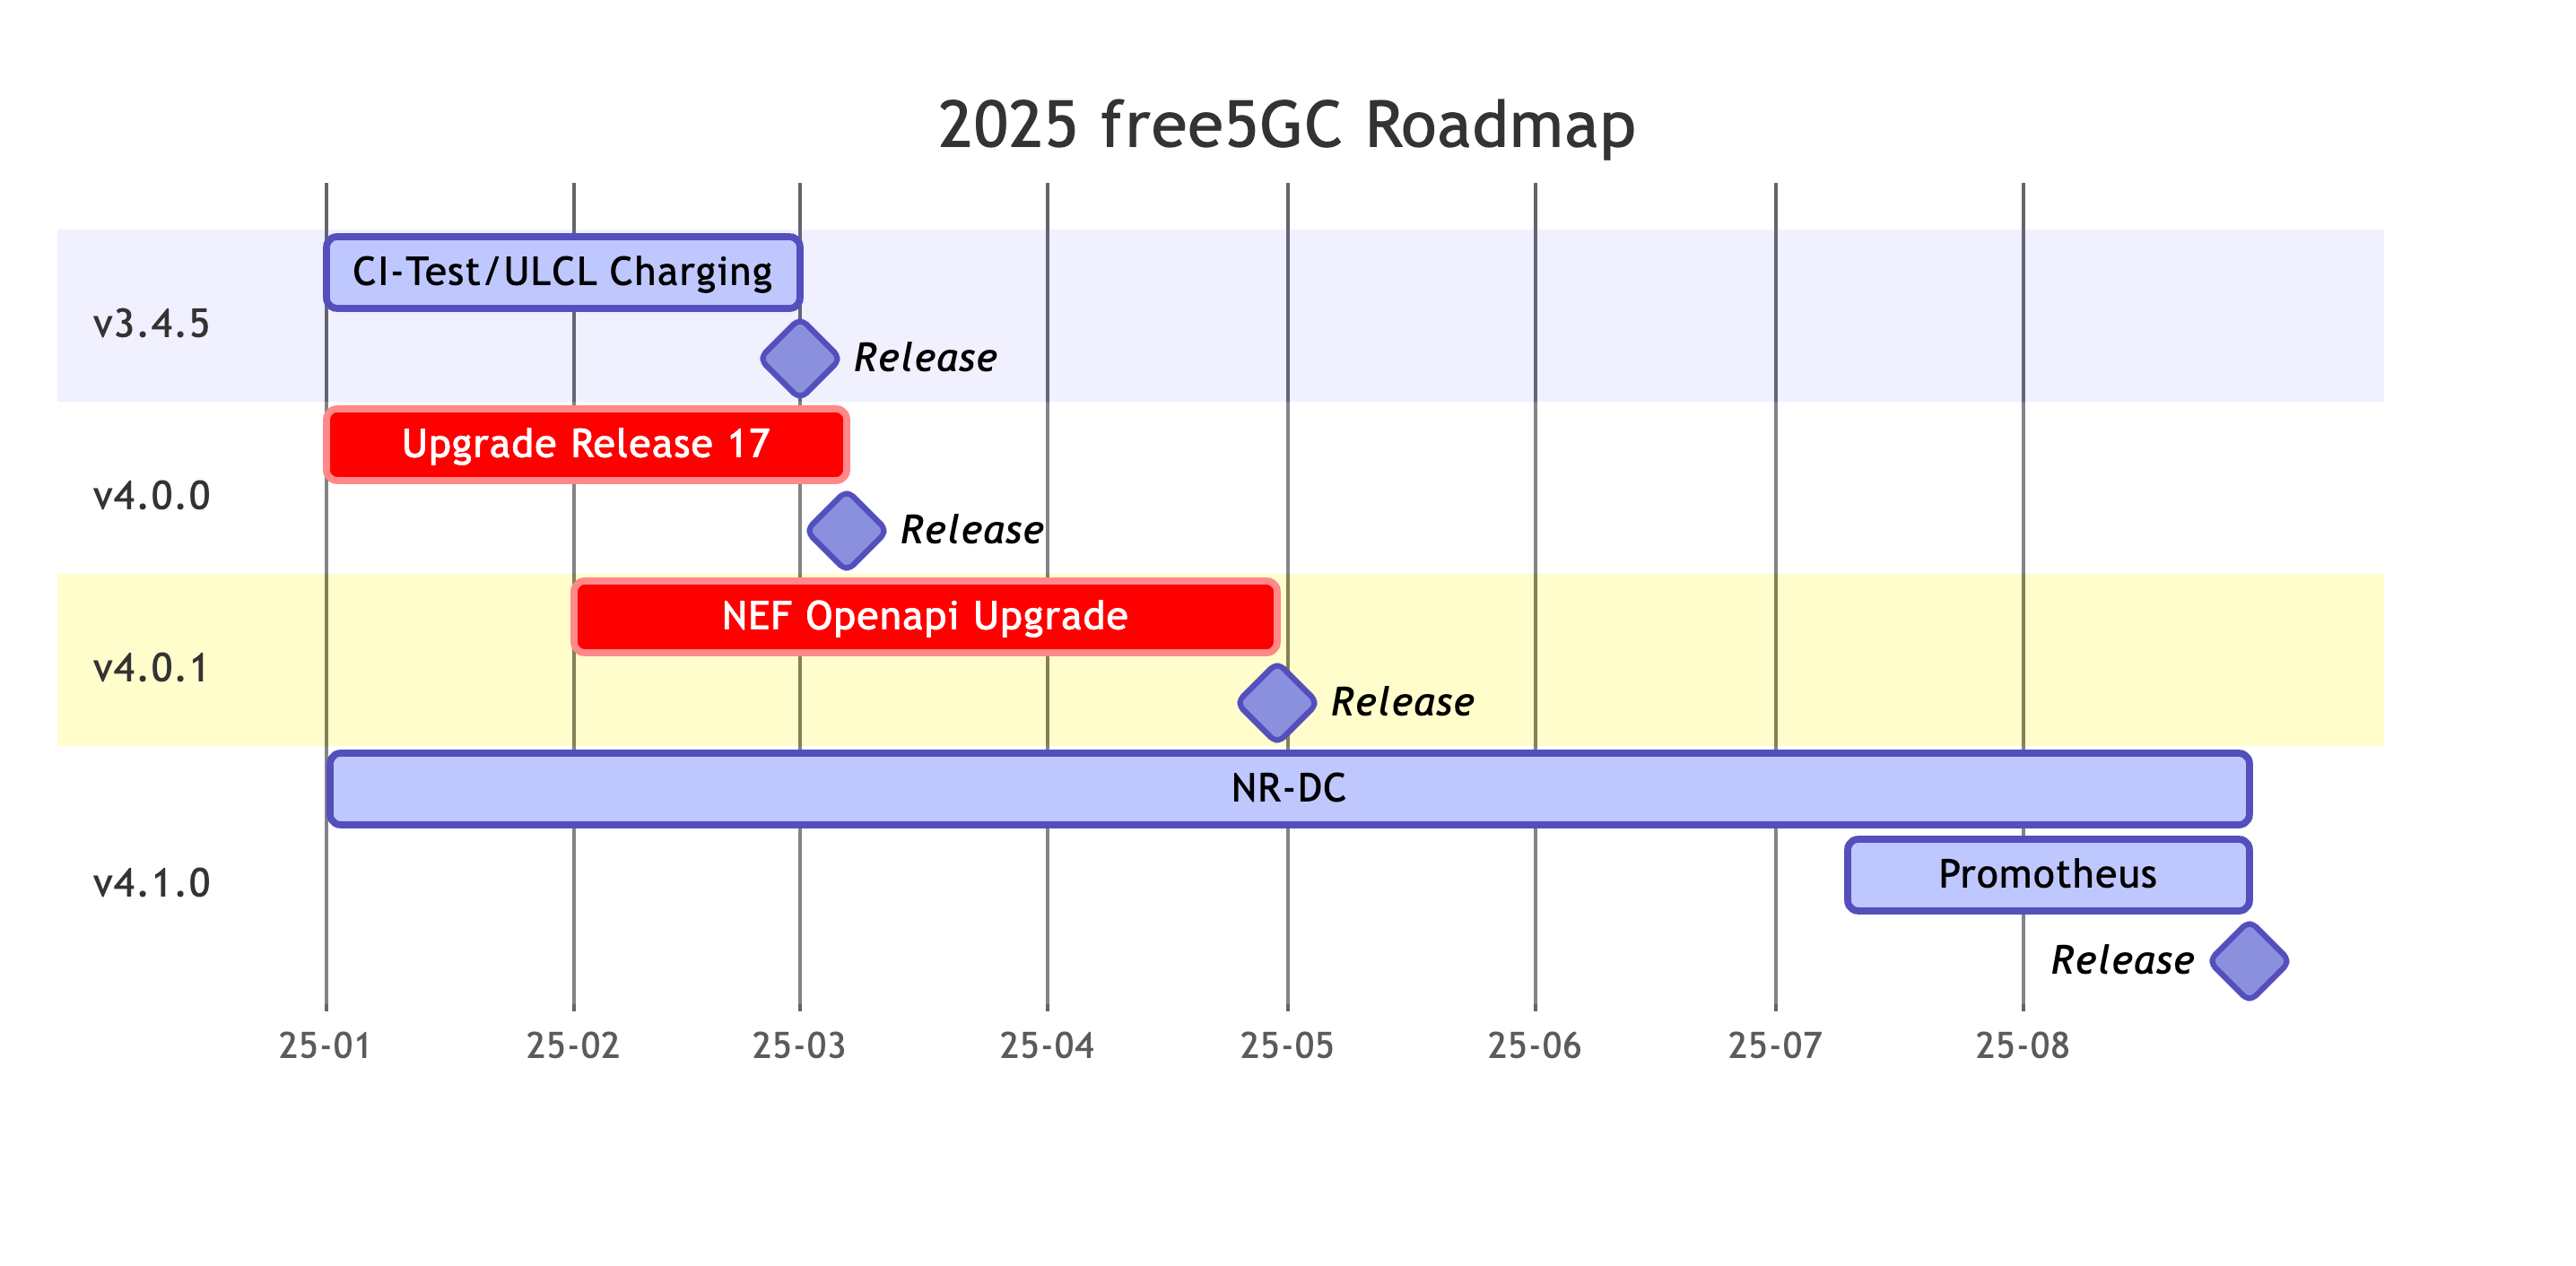 2025 free5GC Roadmap
CI-Test/ULCL Charging
v3.4.5
Release
Upgrade Release 17
v4.0.0
Release
NEF Openapi Upgrade
v4.0.1
Release
NR-DC
Promotheus
v4.1.0
Release
25-01 25-02 25-03 25-04 25-05 25-06 25-07 25-08